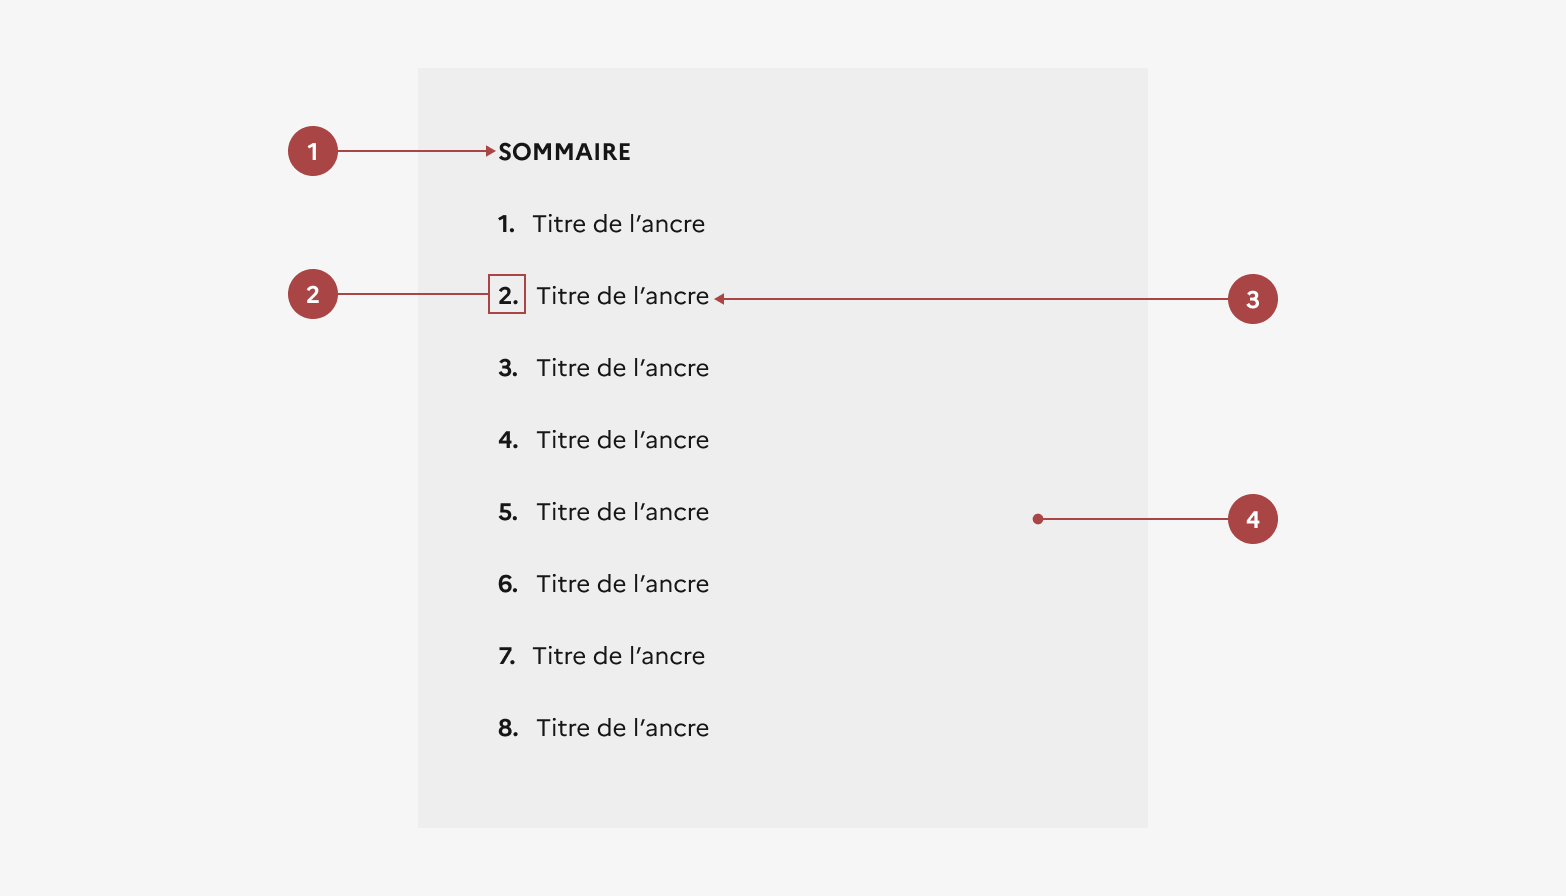 1
SOMMAIRE
1. Titre de l’ancre
2
2. Titre de l’ancre
3
3. Titre de l’ancre
4. Titre de l’ancre
5. Titre de l’ancre
4
6. Titre de l’ancre
7. Titre de l’ancre
8. Titre de l’ancre